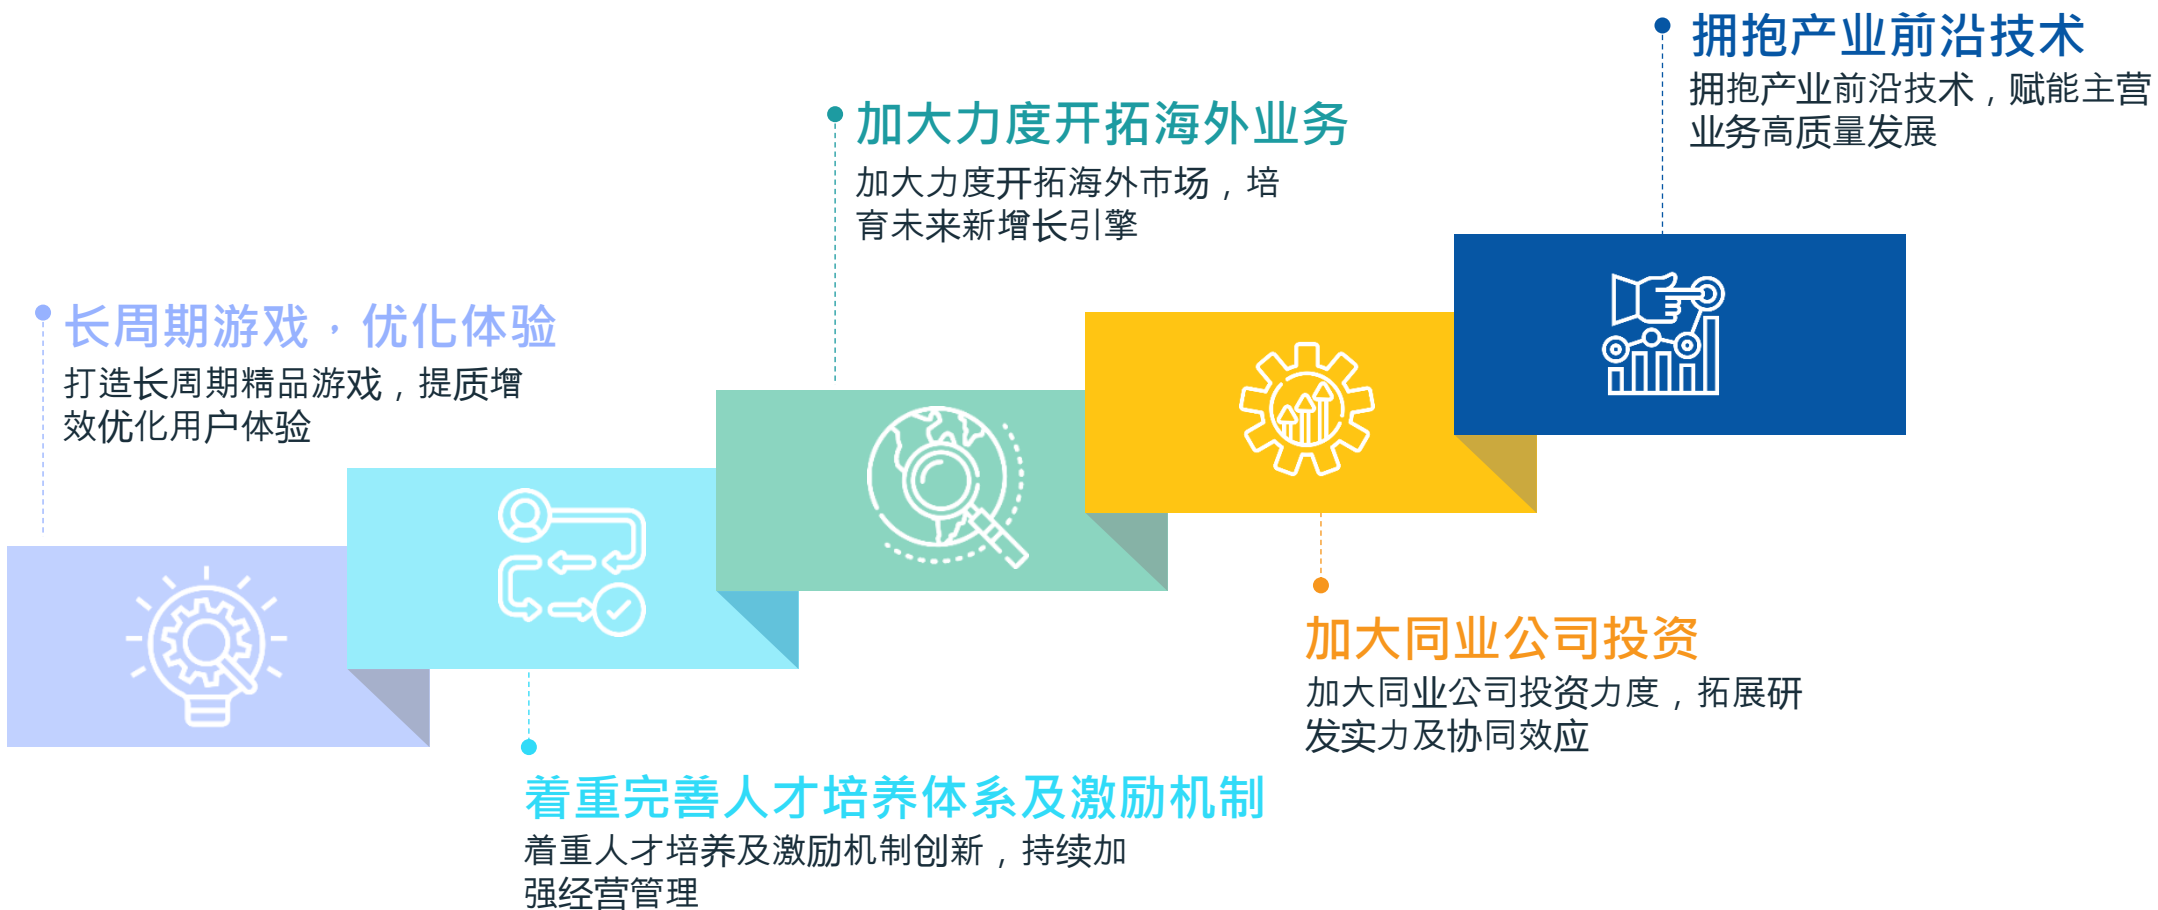 长周期游戏，优化体验
打造长周期精品游戏，提质增
效优化用户体验
着重完善人才培养体系及激励机制
着重人才培养及激励机制创新，持续加
强经营管理
加大力度开拓海外业务
加大力度开拓海外市场，培
育未来新增长引擎
加大同业公司投资
加大同业公司投资力度，拓展研
发实力及协同效应
拥抱产业前沿技术
拥抱产业前沿技术，赋能主营
业务高质量发展